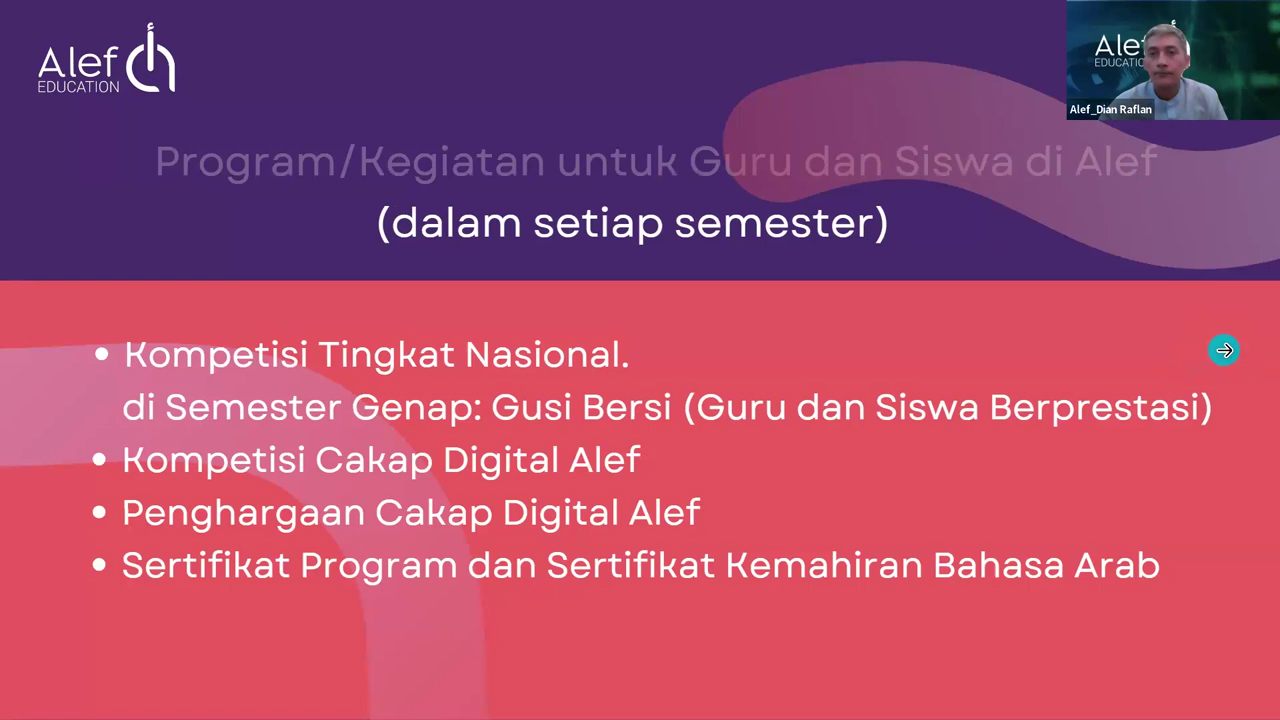 Alef
EDUCATION
Alef
EDUCATIO
Alef_Dian Raflan
Program/Kegiatan untuk Guru dan Siswa di Alef
(dalam setiap semester)
• Kompetisi Tingkat Nasional.
di Semester Genap: Gusi Bersi (Guru dan Siswa Berprestasi)
• Kompetisi Cakap Digital Alef
• Penghargaan Cakap Digital Alef
• Sertifikat Program dan Sertifikat Kemahiran Bahasa Arab